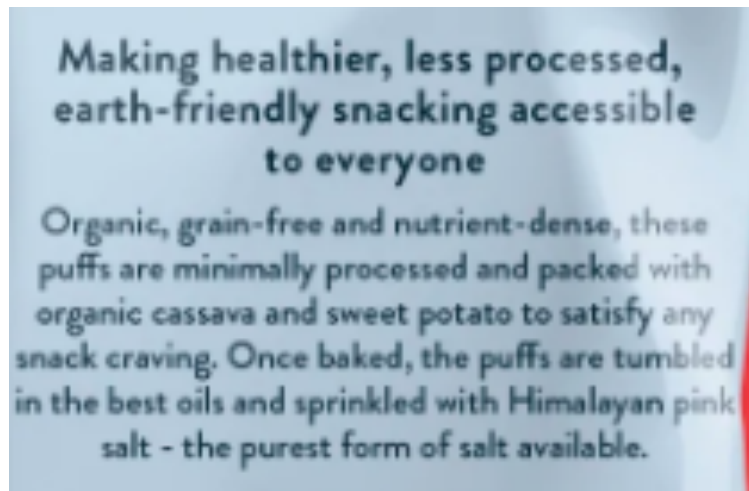 Making healthier, less processed,
earth-friendly snacking accessible
to everyone
Organic, grain-free and nutrient-dense, these
puffs are minimally processed and packed with
organic cassava and sweet potato to satisfy any
snack craving. Once baked, the puffs are tumbled
in the best oils and sprinkled with Himalayan pink
salt - the purest form of salt available.